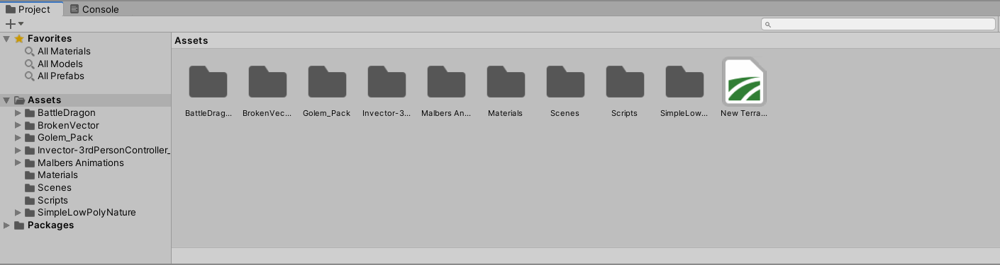 Project Console
Favorites
All Materials
All Models
All Prefabs
Assets
BattleDragon
BrokenVector
Golem_Pack
Invector-3rdPersonController_
Malbers Animations
Materials
Scenes
Scripts
SimpleLowPolyNature
Packages
Assets
BattleDrag... BrokenVec... Golem_Pack Invector-3... Malbers An... Materials Scenes Scripts SimpleLow... New Terra...